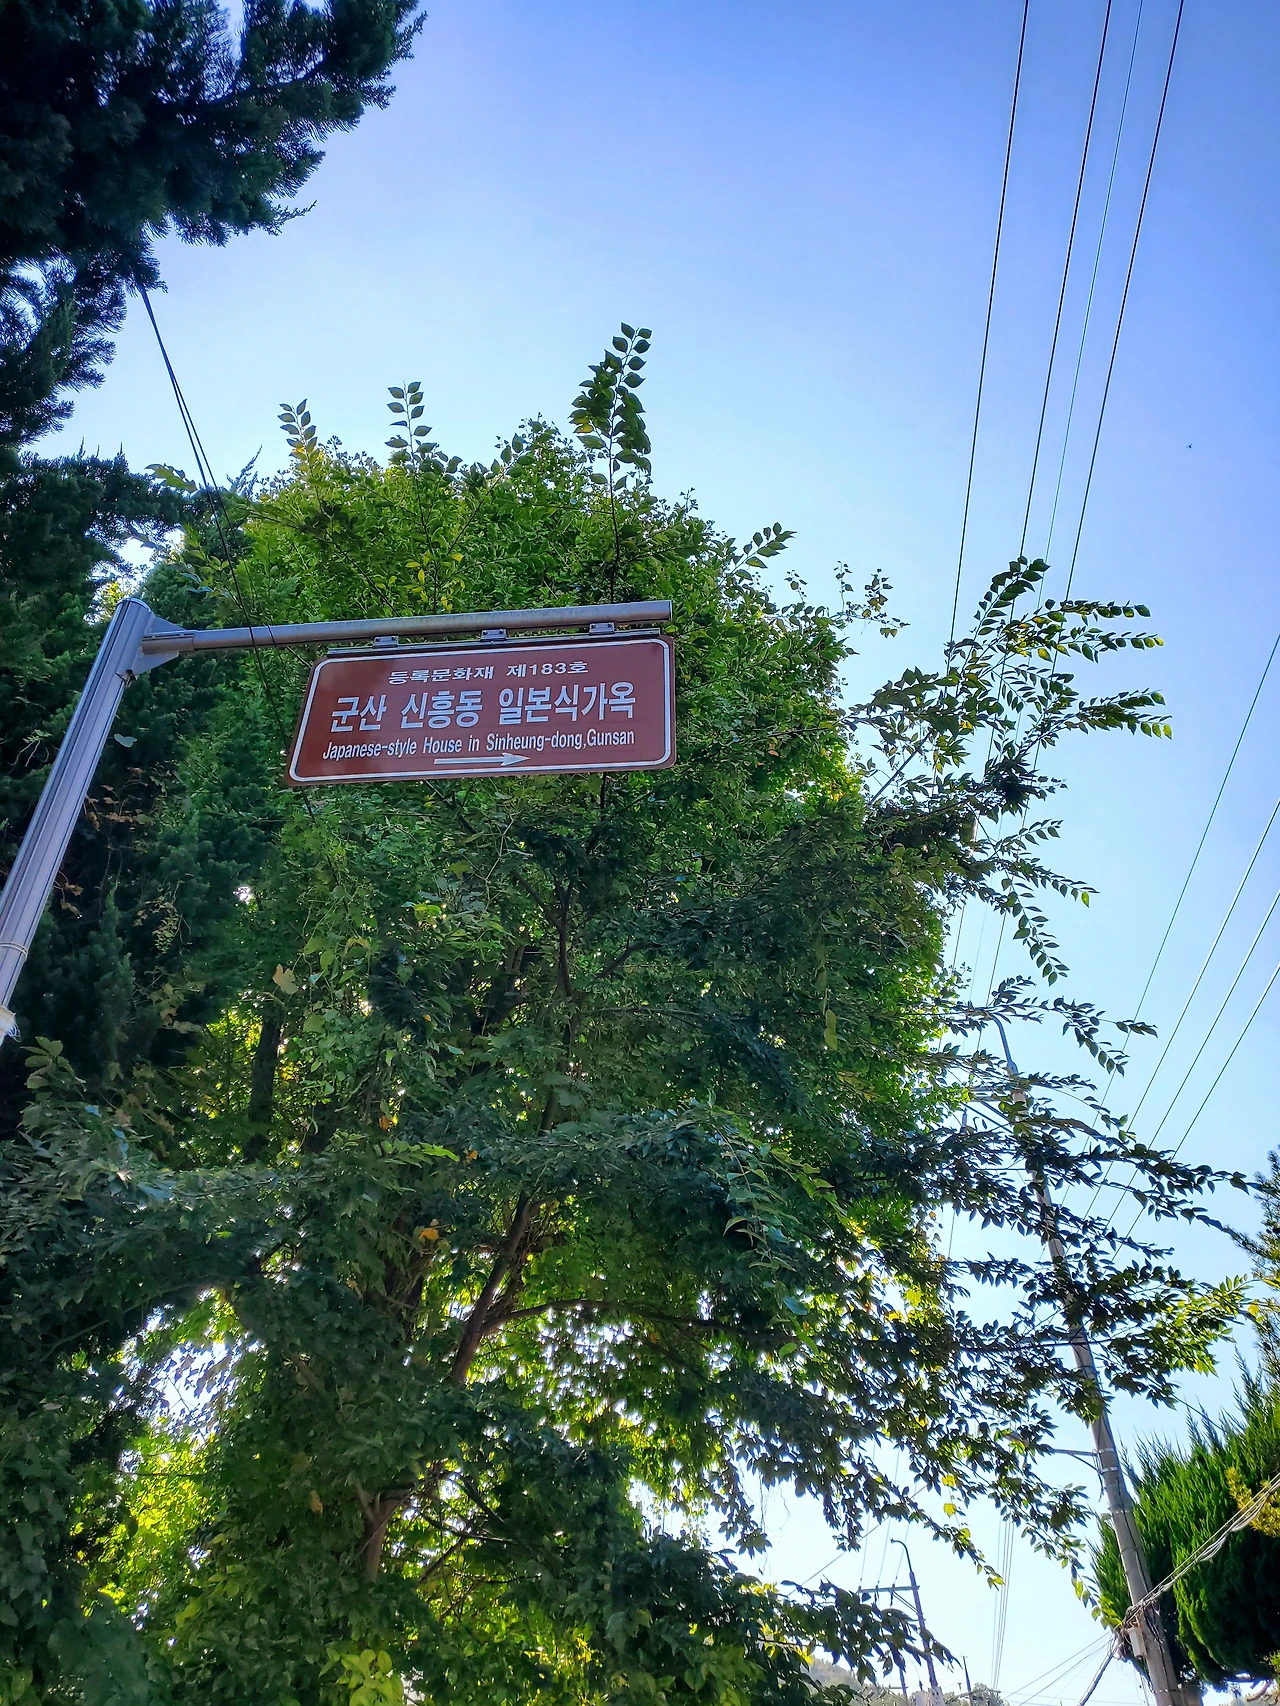 등록문화재 제183호
군산 신흥동 일본식가옥
Japanese-style House in Sinheung-dong,Gunsan